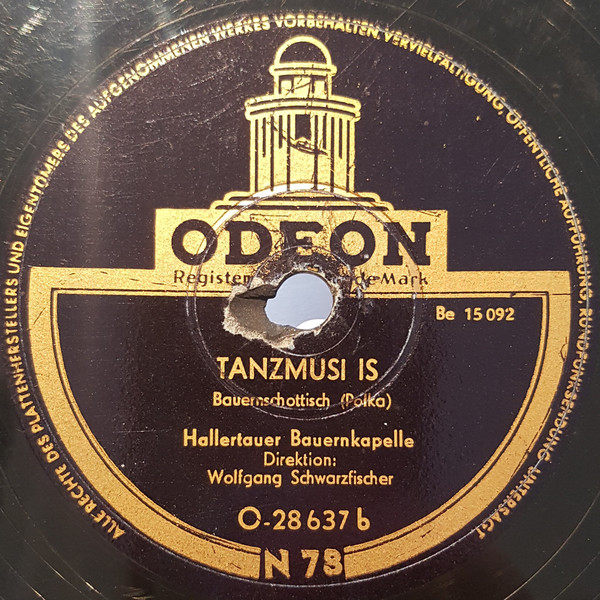 ALLE RECHTE DES PLATTENHERSTELLERS UND EIGENTÜMERS DES AUFGENOMMENEN WERKES VORBEHALTEN. VERVIELFÄLTIGUNG, ÖFFENTLICHE AUFFÜHRUNG, RUNDFUNKSENDUNG UNTERSAGT
ODEON
Mark
Be 15 092
TANZMUSI IS
Bauernschottisch (Polka)
Hallertauer Bauernkapelle
Direktion:
Wolfgang Schwarzfischer
O-28 637 b
N 78